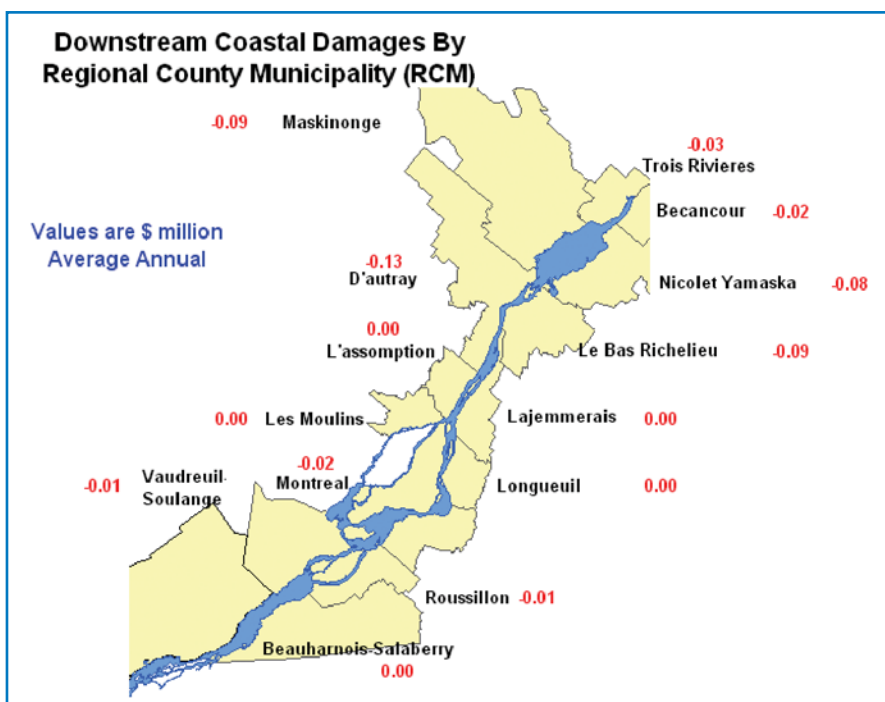 Downstream Coastal Damages By
Regional County Municipality (RCM)
-0.09 Maskinonge
-0.03
Trois Rivieres
Becancour -0.02
Values are $ million
Average Annual
-0.13
D'autray
Nicolet Yamaska -0.08
0.00
L'assomption
Le Bas Richelieu -0.09
0.00 Les Moulins
Lajemmerais 0.00
-0.02
Montreal
-0.01 Vaudreuil-
Soulange
Longueuil 0.00
Roussillon -0.01
Beauharnois-Salaberry
0.00